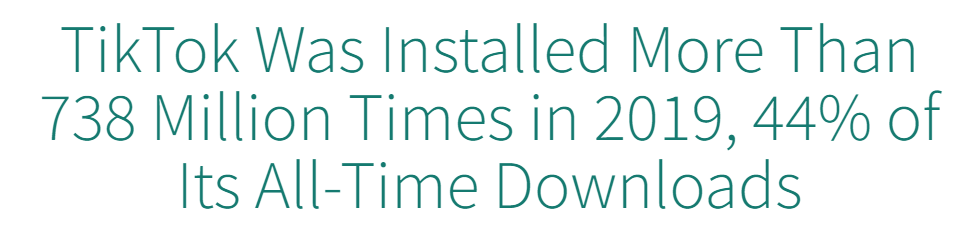 TikTok Was Installed More Than
738 Million Times in 2019, 44% of
Its All-Time Downloads